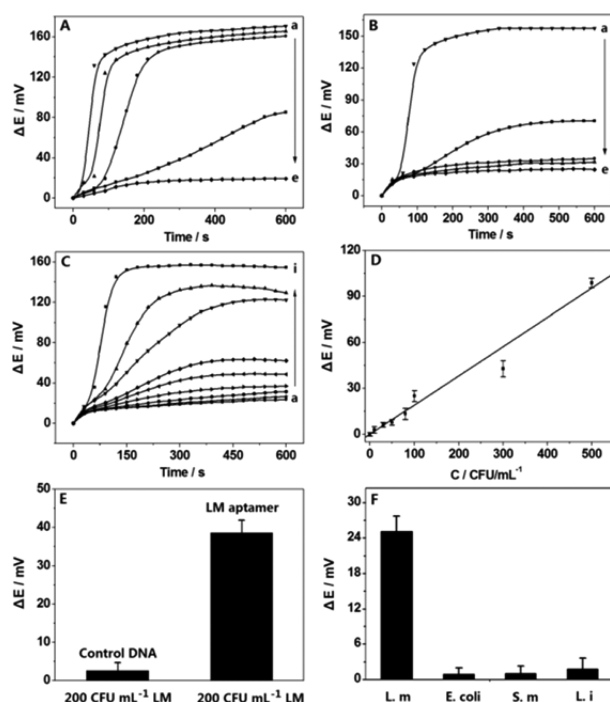 A
a
e
ΔE / mV
160
120
80
40
0
0 200 400 600
Time / s
B
a
e
ΔE / mV
180
150
120
90
60
30
0
0 100 200 300 400 500 600
Time / s
C
i
a
ΔE / mV
160
120
80
40
0
0 150 300 450 600
Time / s
D
ΔE / mV
120
90
60
30
0
0 100 200 300 400 500
C / CFU/mL⁻¹
E
LM aptamer
Control DNA
ΔE / mV
50
40
30
20
10
0
200 CFU mL⁻¹ LM 200 CFU mL⁻¹ LM
F
ΔE / mV
30
24
18
12
6
0
L. m E. coli S. m L. i